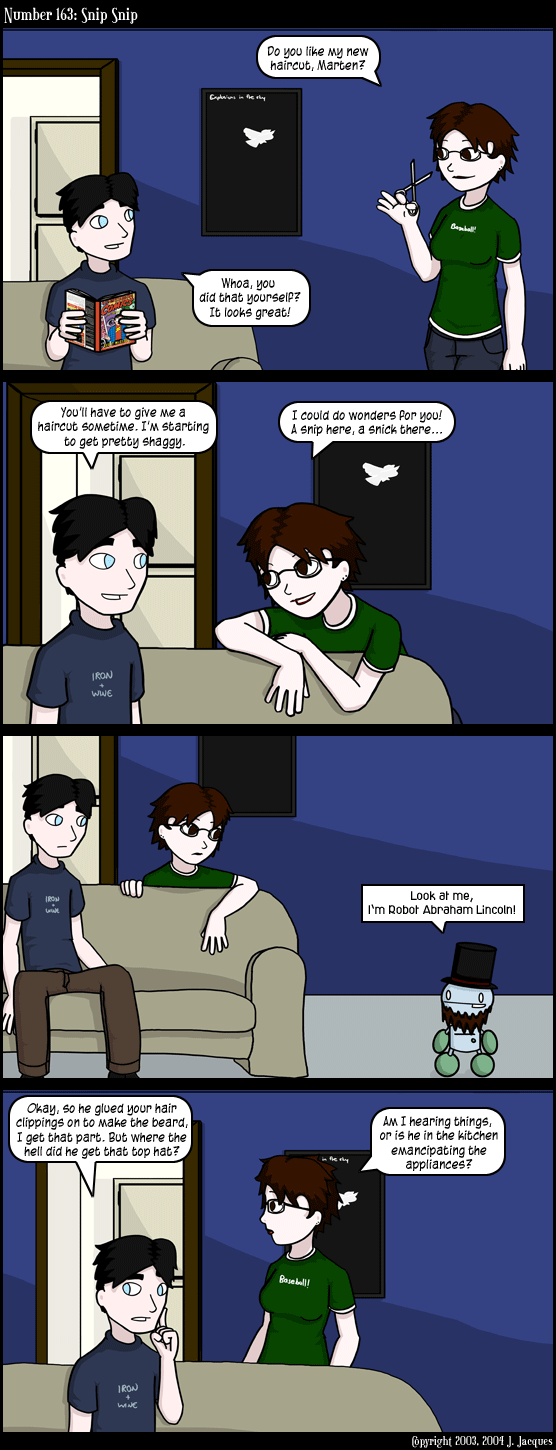 Number 163: Snip Snip
Do you like my new
haircut, Marten?
Explosions in the sky
Baseball!
Whoa, you
did that yourself?
It looks great!
You'll have to give me a
haircut sometime. I'm starting
to get pretty shaggy.
I could do wonders for you!
A snip here, a snick there...
IRON
+
WINE
Look at me,
I'm Robot Abraham Lincoln!
IRON
+
WINE
Okay, so he glued your hair
clippings on to make the beard,
I get that part. But where the
hell did he get that top hat?
Am I hearing things,
or is he in the kitchen
emancipating the
appliances?
in the sky
Baseball!
IRON
+
WINE
Copyright 2003, 2004 J. Jacques